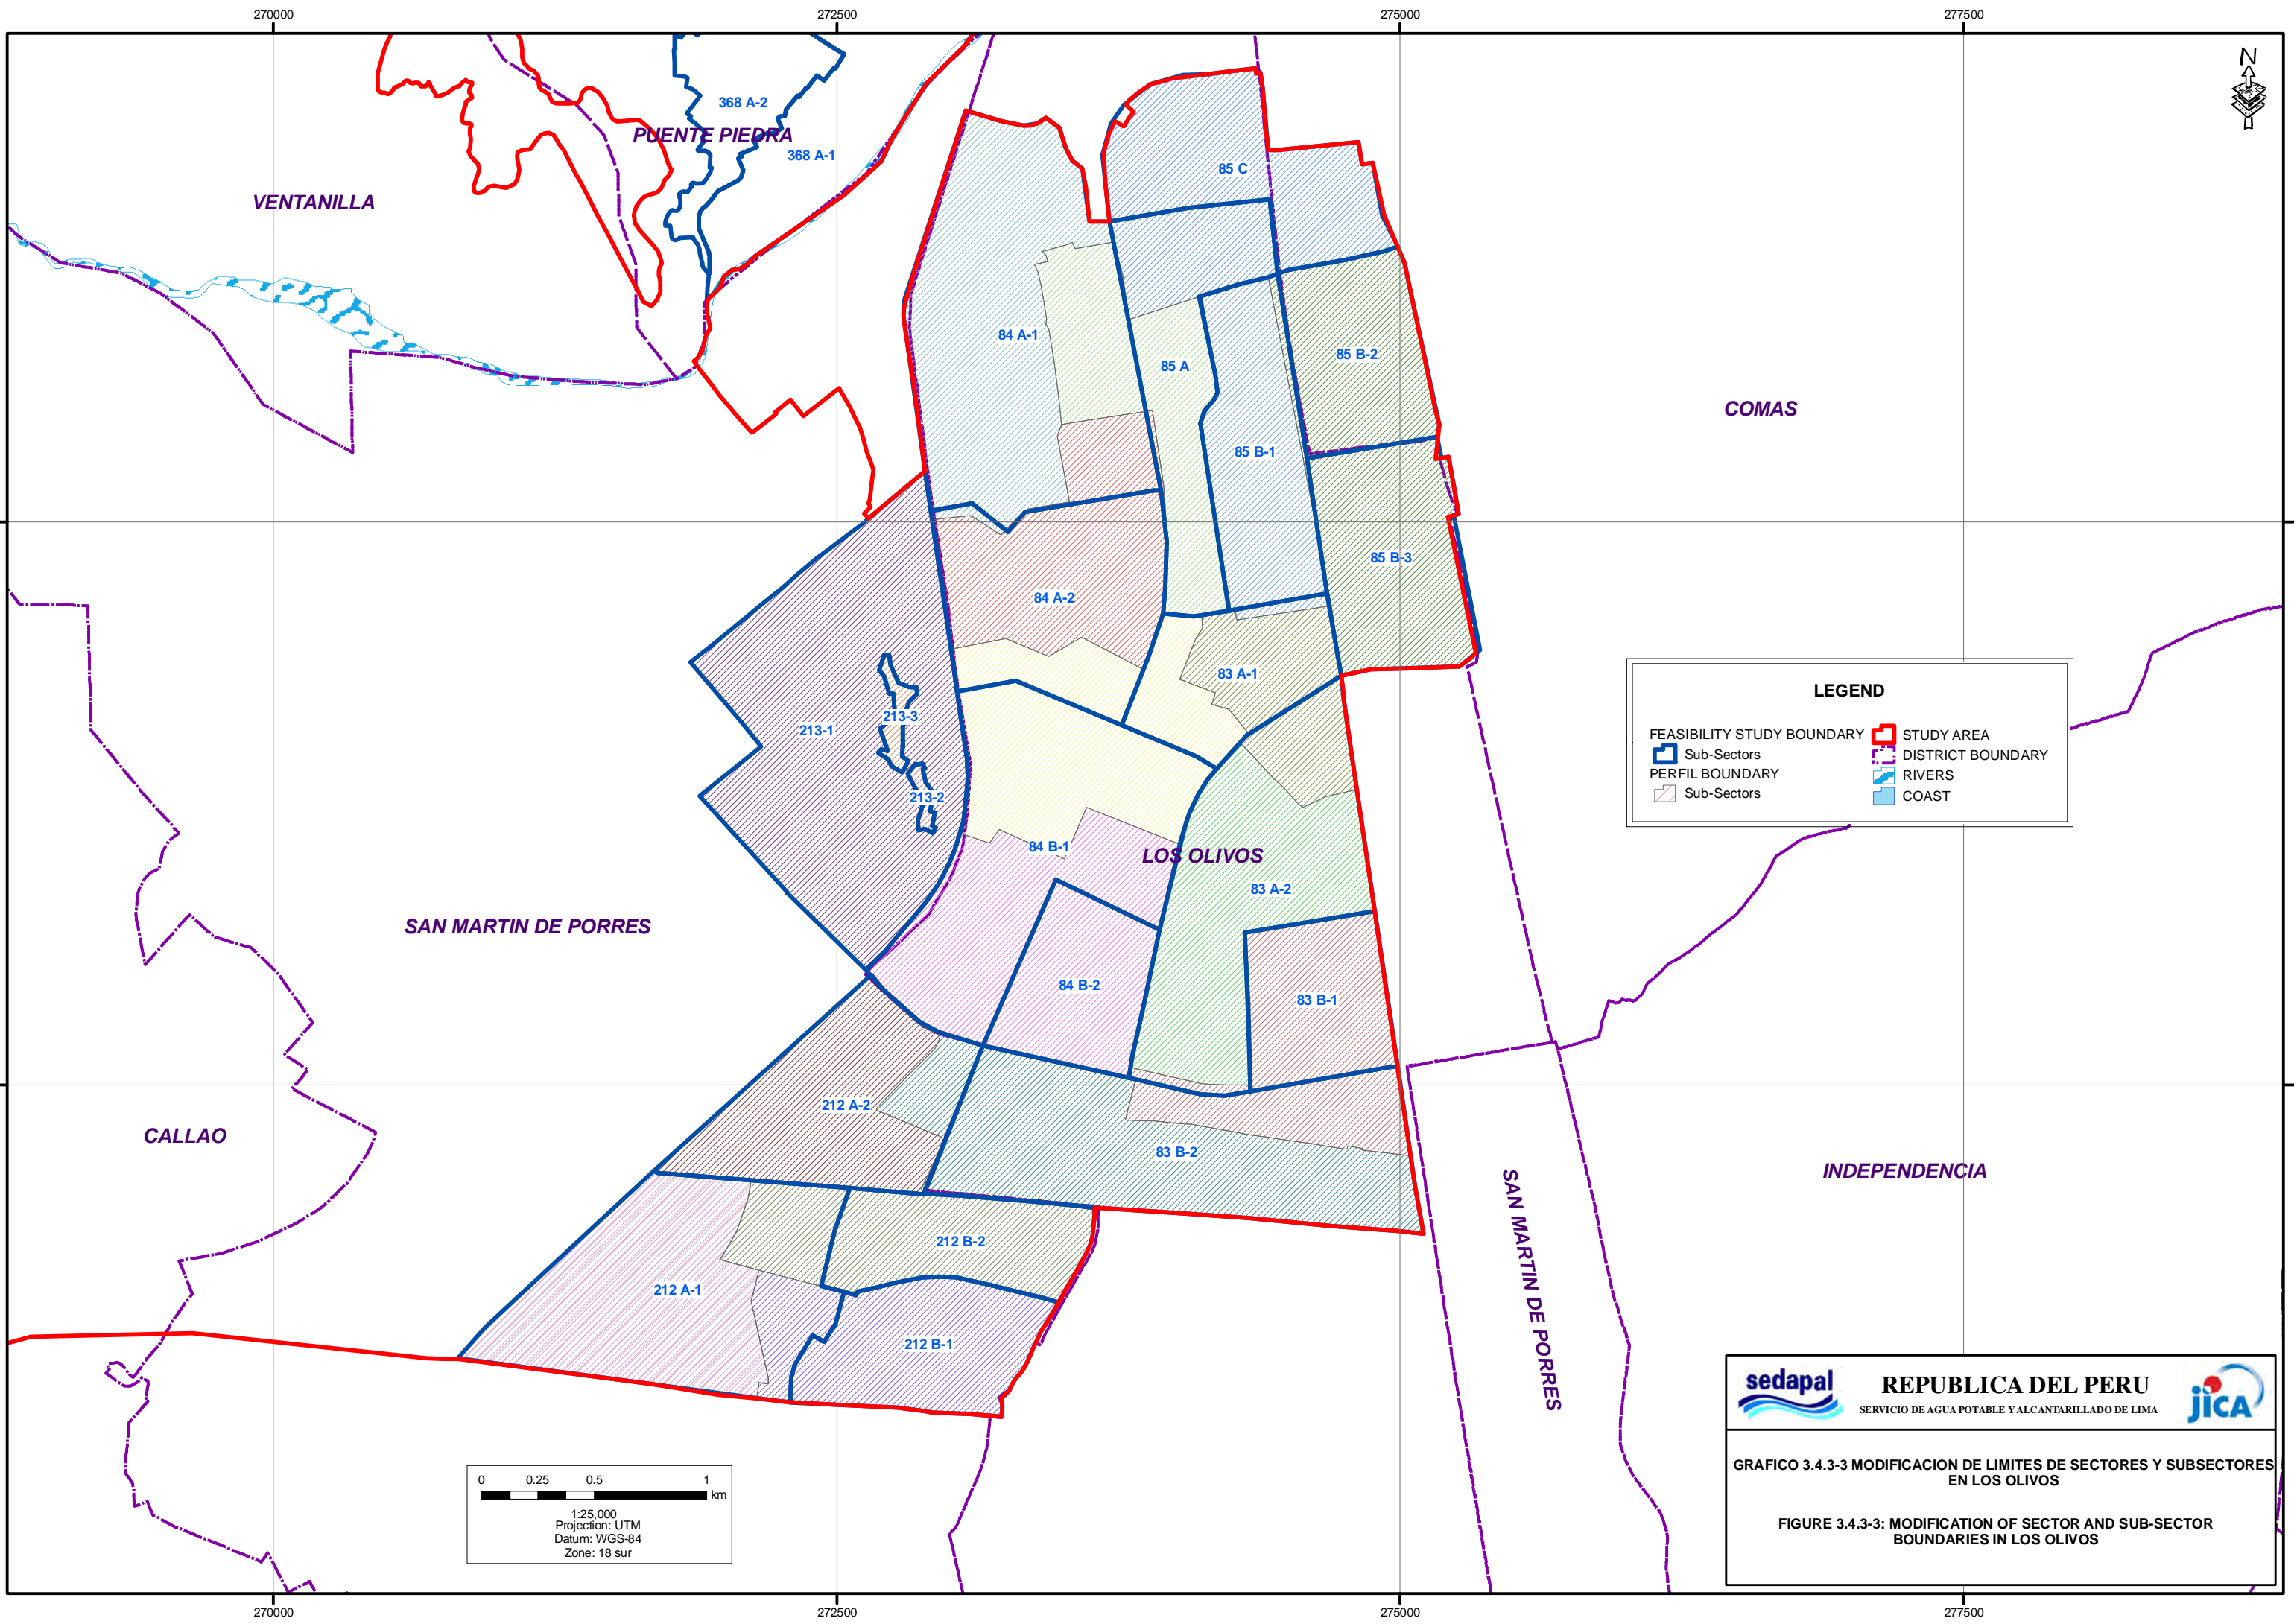 270000 272500 275000 277500
N
368 A-2
PUENTE PIEDRA
368 A-1
85 C
VENTANILLA
84 A-1
85 A
85 B-2
COMAS
85 B-1
85 B-3
84 A-2
83 A-1
213-3
213-1
213-2
84 B-1
LOS OLIVOS
83 A-2
SAN MARTIN DE PORRES
84 B-2
83 B-1
212 A-2
CALLAO
83 B-2
INDEPENDENCIA
SAN MARTIN DE PORRES
212 B-2
212 A-1
212 B-1
LEGEND
FEASIBILITY STUDY BOUNDARY
Sub-Sectors
PERFIL BOUNDARY
Sub-Sectors
STUDY AREA
DISTRICT BOUNDARY
RIVERS
COAST
0 0.25 0.5 1
km
1:25,000
Projection: UTM
Datum: WGS-84
Zone: 18 sur
sedapal
REPUBLICA DEL PERU
SERVICIO DE AGUA POTABLE Y ALCANTARILLADO DE LIMA
jICA
GRAFICO 3.4.3-3 MODIFICACION DE LIMITES DE SECTORES Y SUBSECTORES
EN LOS OLIVOS
FIGURE 3.4.3-3: MODIFICATION OF SECTOR AND SUB-SECTOR
BOUNDARIES IN LOS OLIVOS
270000 272500 275000 277500